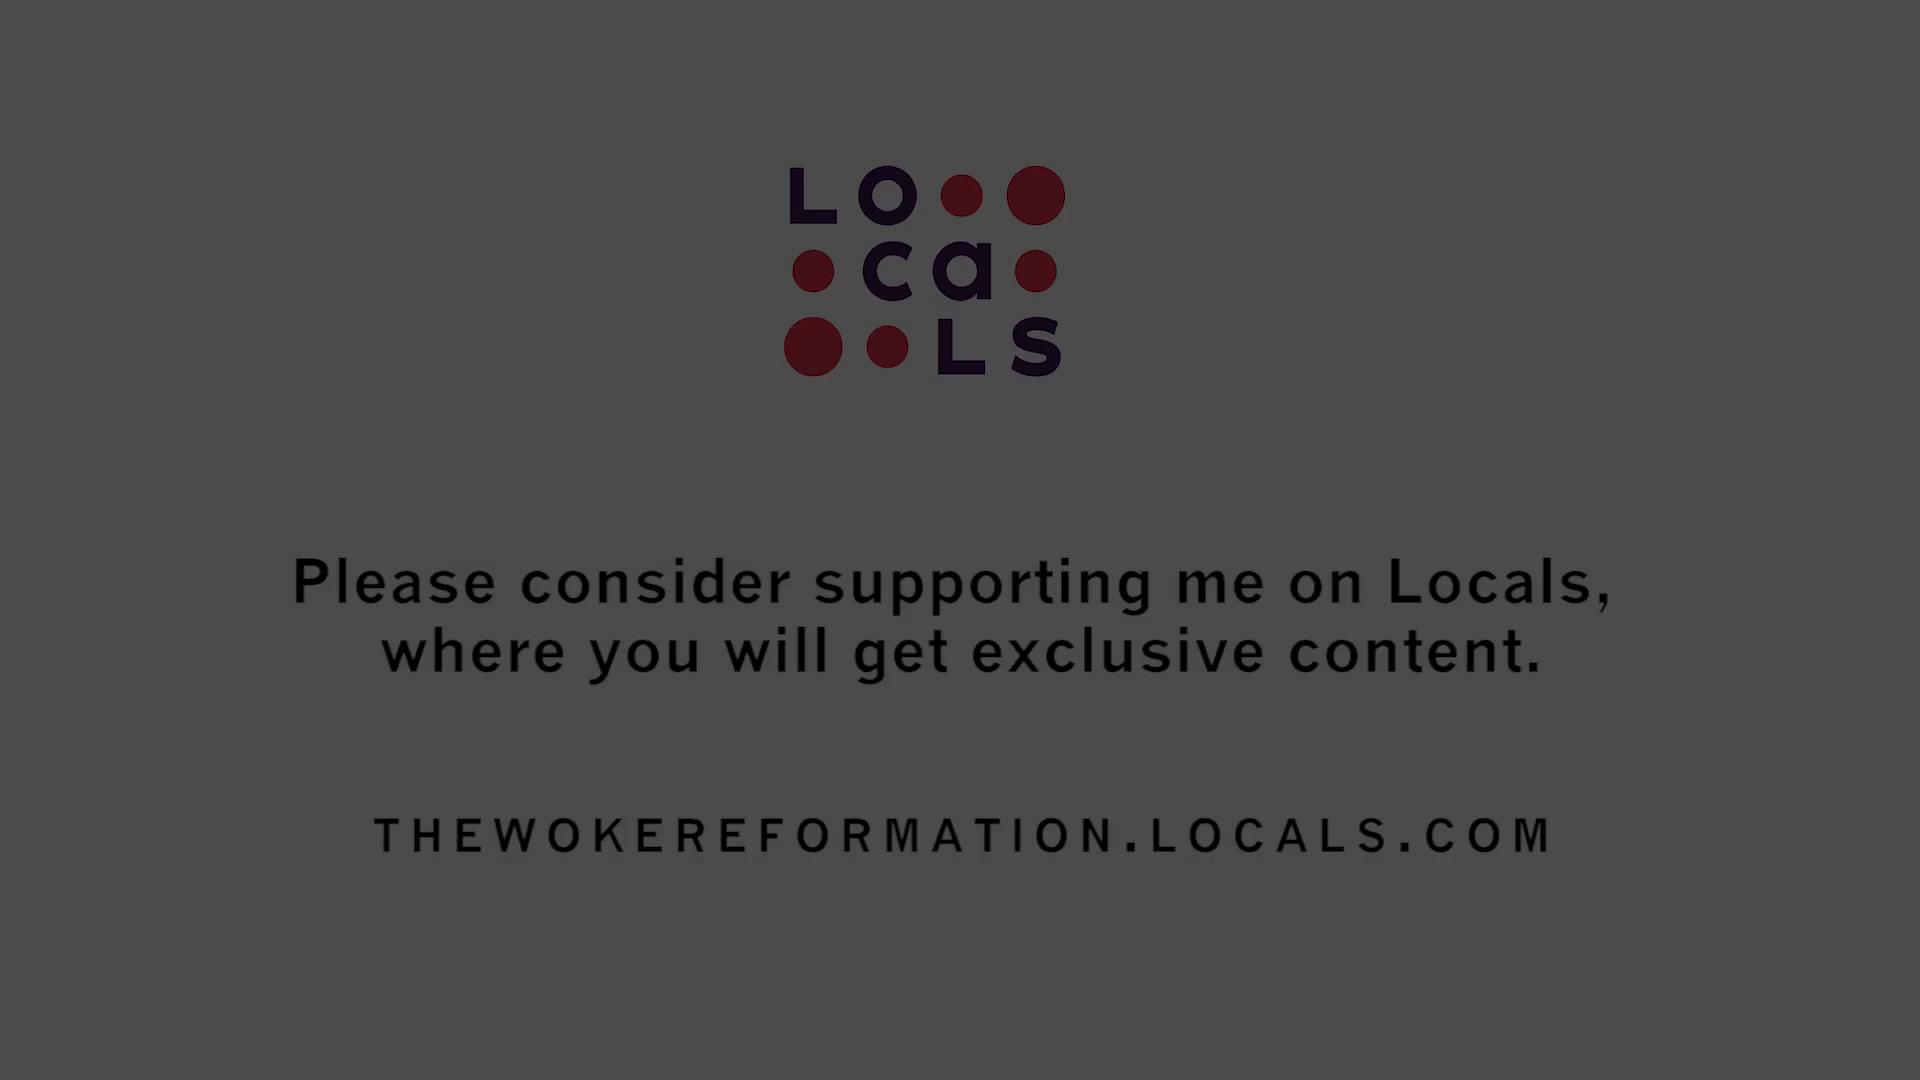 LO
ca
LS
Please consider supporting me on Locals,
where you will get exclusive content.
THEWOKEREFORMATION.LOCALS.COM